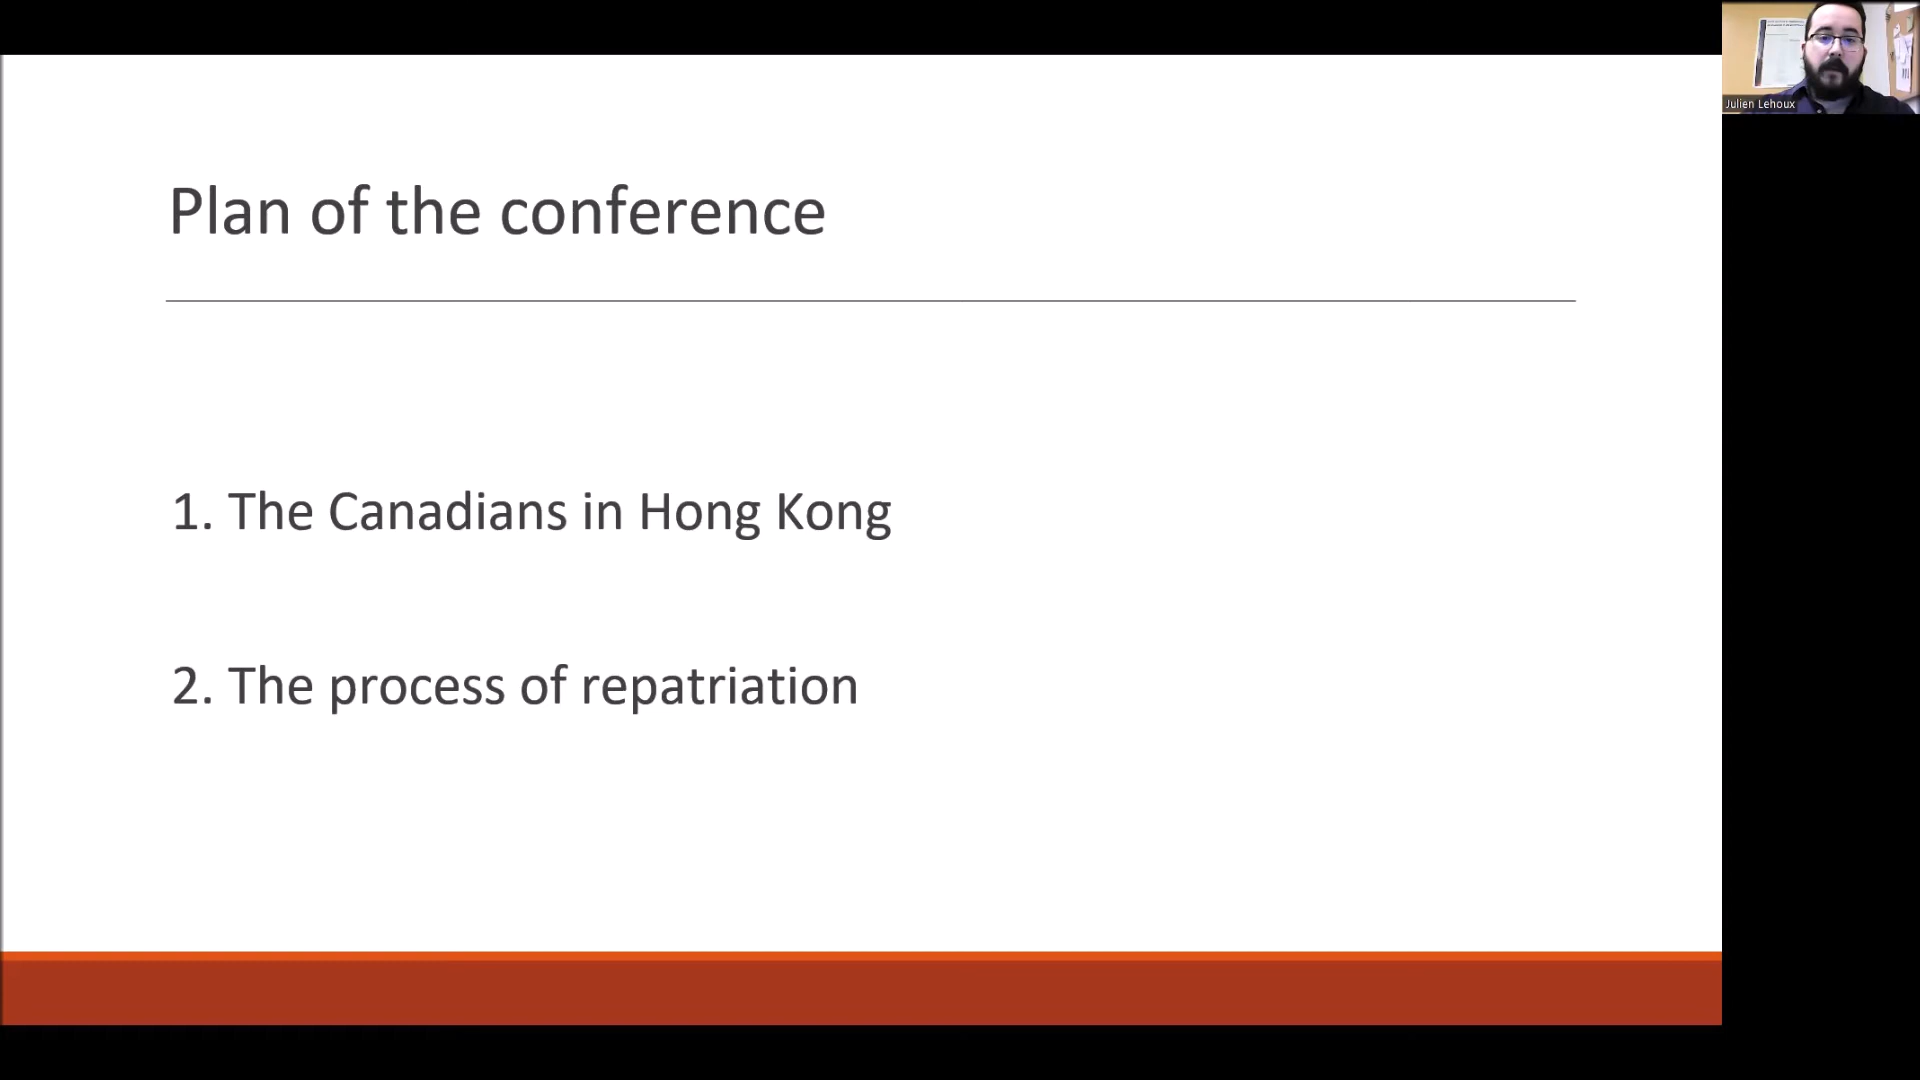 Plan of the conference
1. The Canadians in Hong Kong
2. The process of repatriation
Julien Lehoux